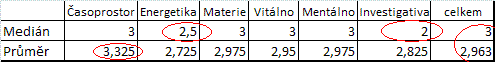 Časoprostor Energetika Materie Vitálno Mentálno Investigativa celkem
Medián 3 2,5 3 3 3 2 3
Průměr 3,325 2,725 2,975 2,95 2,975 2,825 2,963